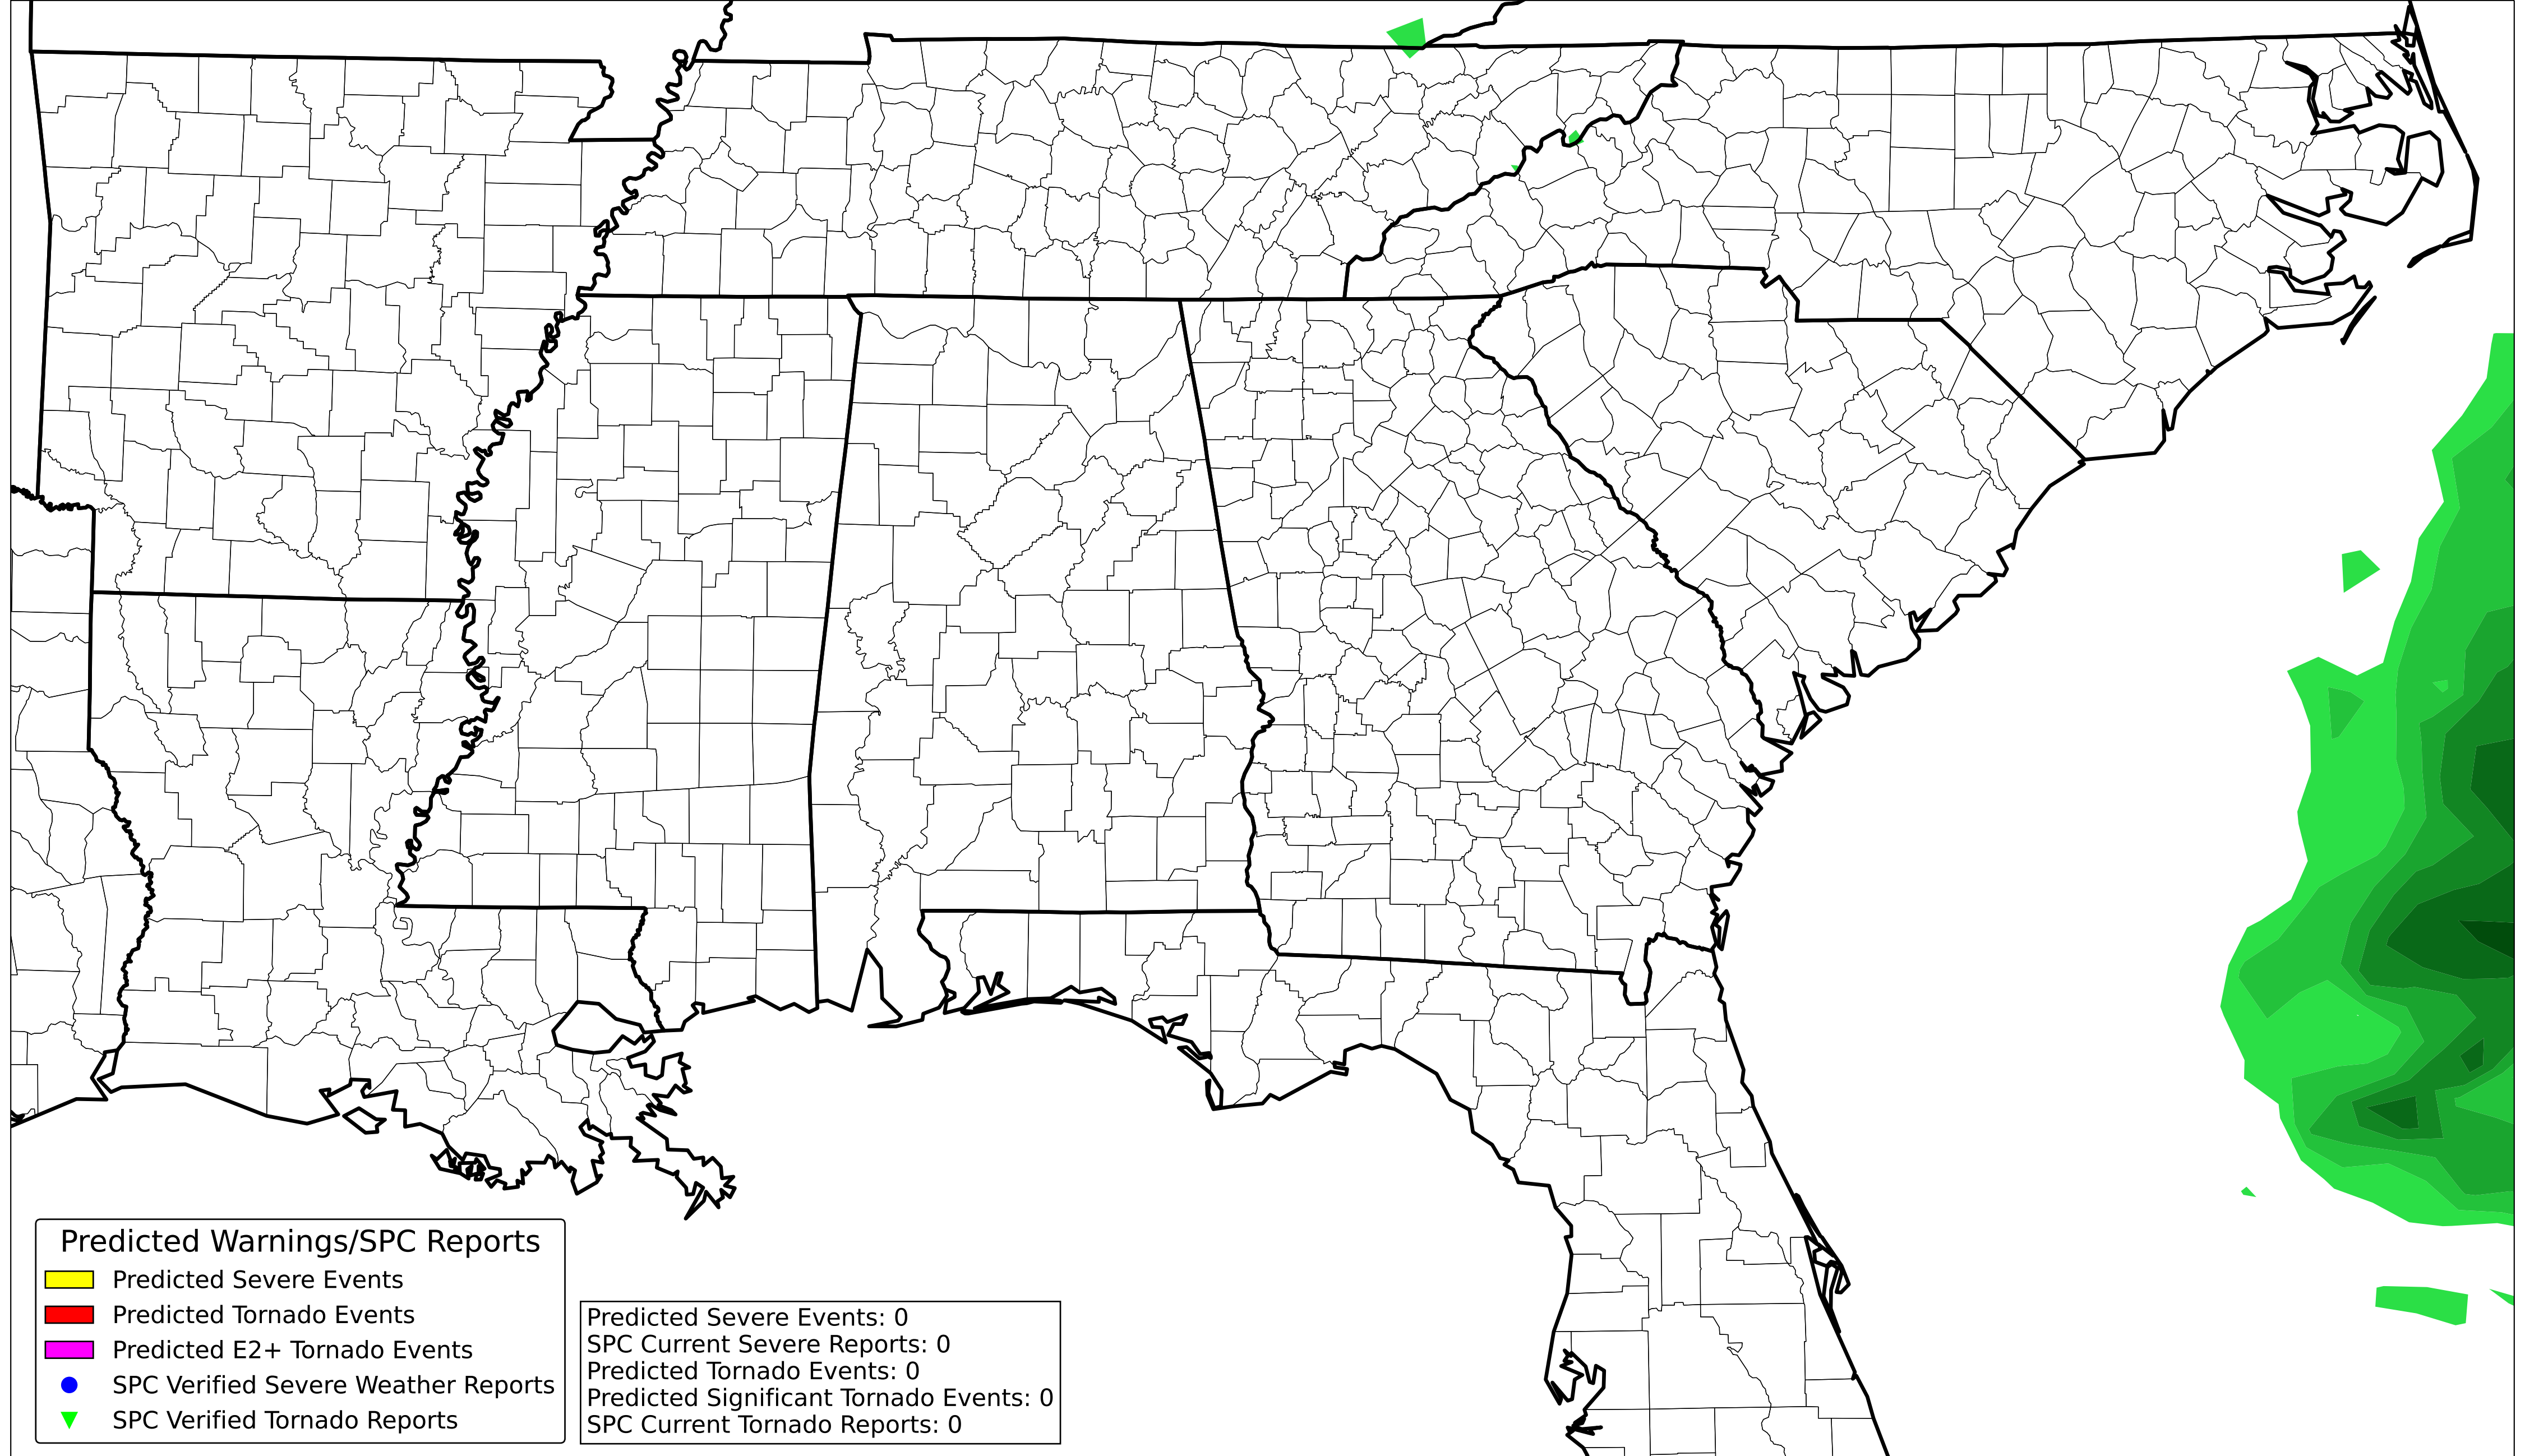 Predicted Warnings/SPC Reports
Predicted Severe Events
Predicted Tornado Events
Predicted E2+ Tornado Events
SPC Verified Severe Weather Reports
SPC Verified Tornado Reports
Predicted Severe Events: 0
SPC Current Severe Reports: 0
Predicted Tornado Events: 0
Predicted Significant Tornado Events: 0
SPC Current Tornado Reports: 0